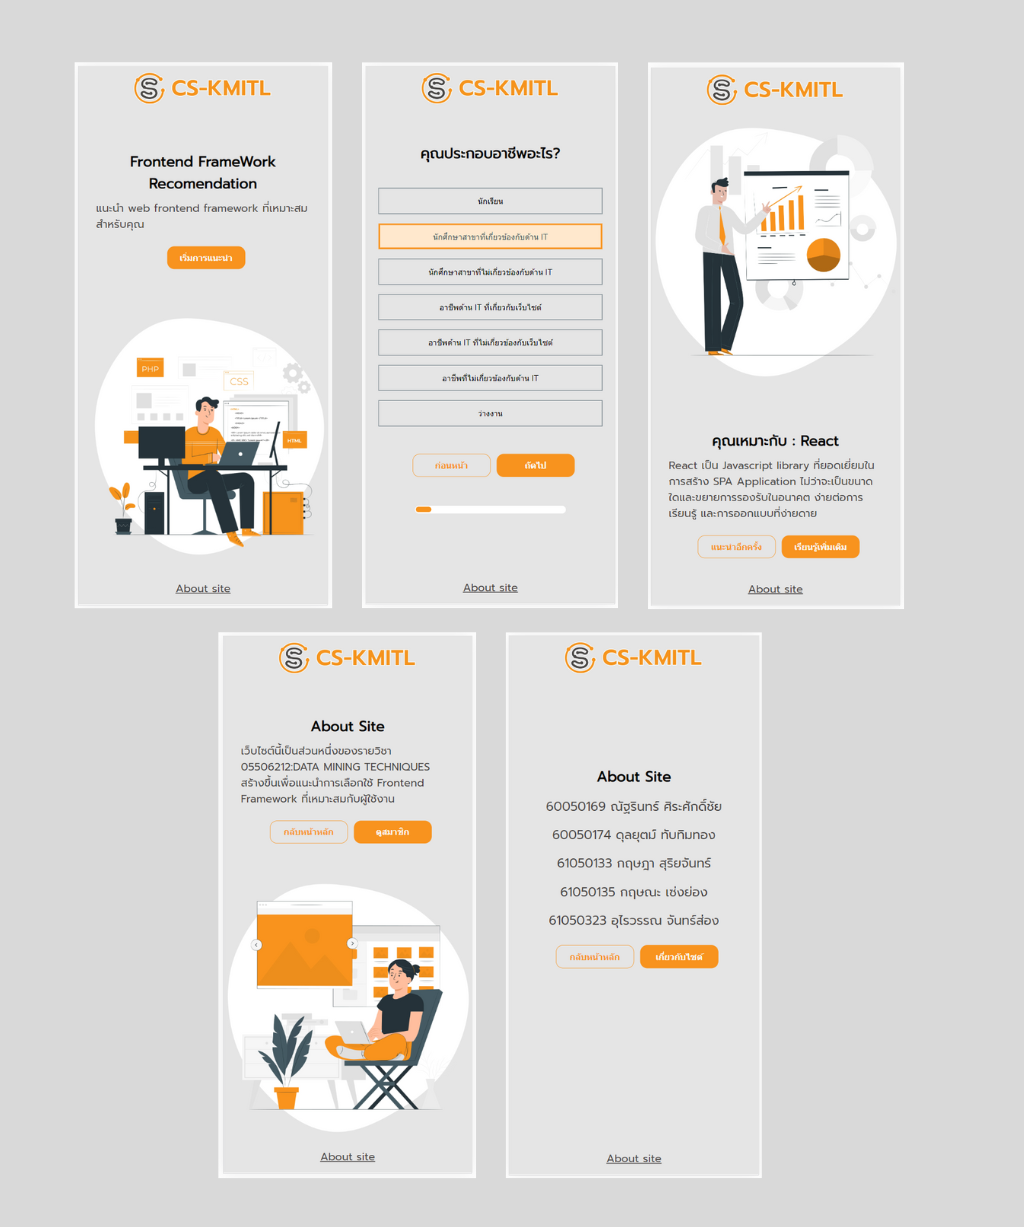 CS-KMITL
Frontend FrameWork
Recomendation
แนะนำ web frontend framework ที่เหมาะสม
สำหรับคุณ
เริ่มการแนะนำ
PHP
CSS
HTML
About site
CS-KMITL
คุณประกอบอาชีพอะไร?
นักเรียน
นักศึกษาสาขาที่เกี่ยวข้องกับด้าน IT
นักศึกษาสาขาที่ไม่เกี่ยวข้องกับด้าน IT
อาชีพด้าน IT ที่เกี่ยวกับเว็บไซต์
อาชีพด้าน IT ที่ไม่เกี่ยวข้องกับเว็บไซต์
อาชีพที่ไม่เกี่ยวข้องกับด้าน IT
ว่างงาน
ก่อนหน้า
ถัดไป
About site
CS-KMITL
คุณเหมาะกับ : React
React เป็น Javascript library ที่ยอดเยี่ยมใน
การสร้าง SPA Application ไม่ว่าจะเป็นขนาด
ใดและขยายการรองรับในอนาคต ง่ายต่อการ
เรียนรู้ และการออกแบบที่ง่ายดาย
แนะนำอีกครั้ง
เรียนรู้เพิ่มเติม
About site
CS-KMITL
About Site
เว็บไซต์นี้เป็นส่วนหนึ่งของรายวิชา
05506212:DATA MINING TECHNIQUES
สร้างขึ้นเพื่อแนะนำการเลือกใช้ Frontend
Framework ที่เหมาะสมกับผู้ใช้งาน
กลับหน้าหลัก
ดูสมาชิก
About site
CS-KMITL
About Site
60050169 ณัฐรินทร์ ศิระศักดิ์ชัย
60050174 ดุลยุตม์ ทับทิมทอง
61050133 กฤษฎา สุริยจันทร์
61050135 กฤษณะ เซ่งย่อง
61050323 อุไรวรรณ จันทร์ส่อง
กลับหน้าหลัก
เกี่ยวกับไซต์
About site